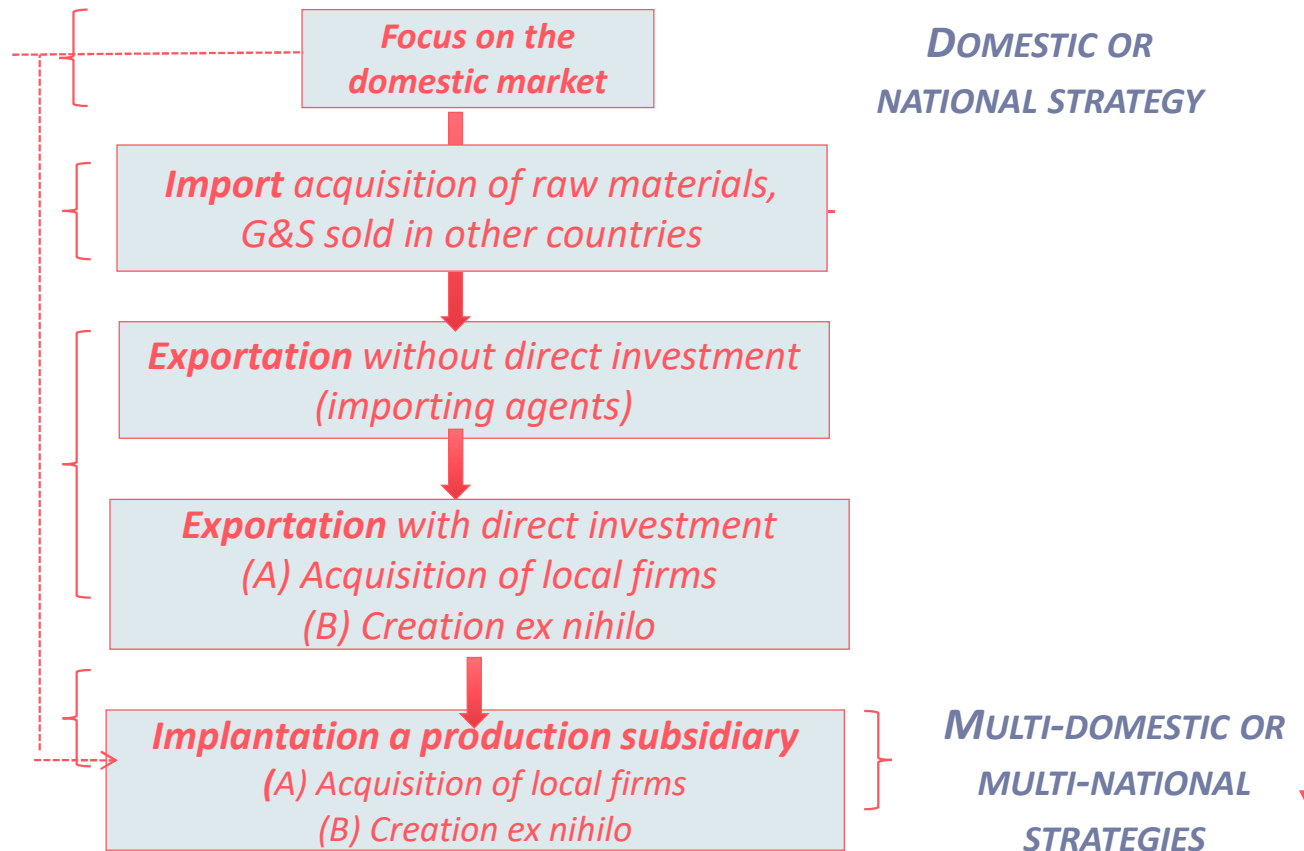 Focus on the
domestic market
DOMESTIC OR
NATIONAL STRATEGY
Import acquisition of raw materials,
G&S sold in other countries
Exportation without direct investment
(importing agents)
Exportation with direct investment
(A) Acquisition of local firms
(B) Creation ex nihilo
Implantation a production subsidiary
(A) Acquisition of local firms
(B) Creation ex nihilo
MULTI-DOMESTIC OR
MULTI-NATIONAL
STRATEGIES